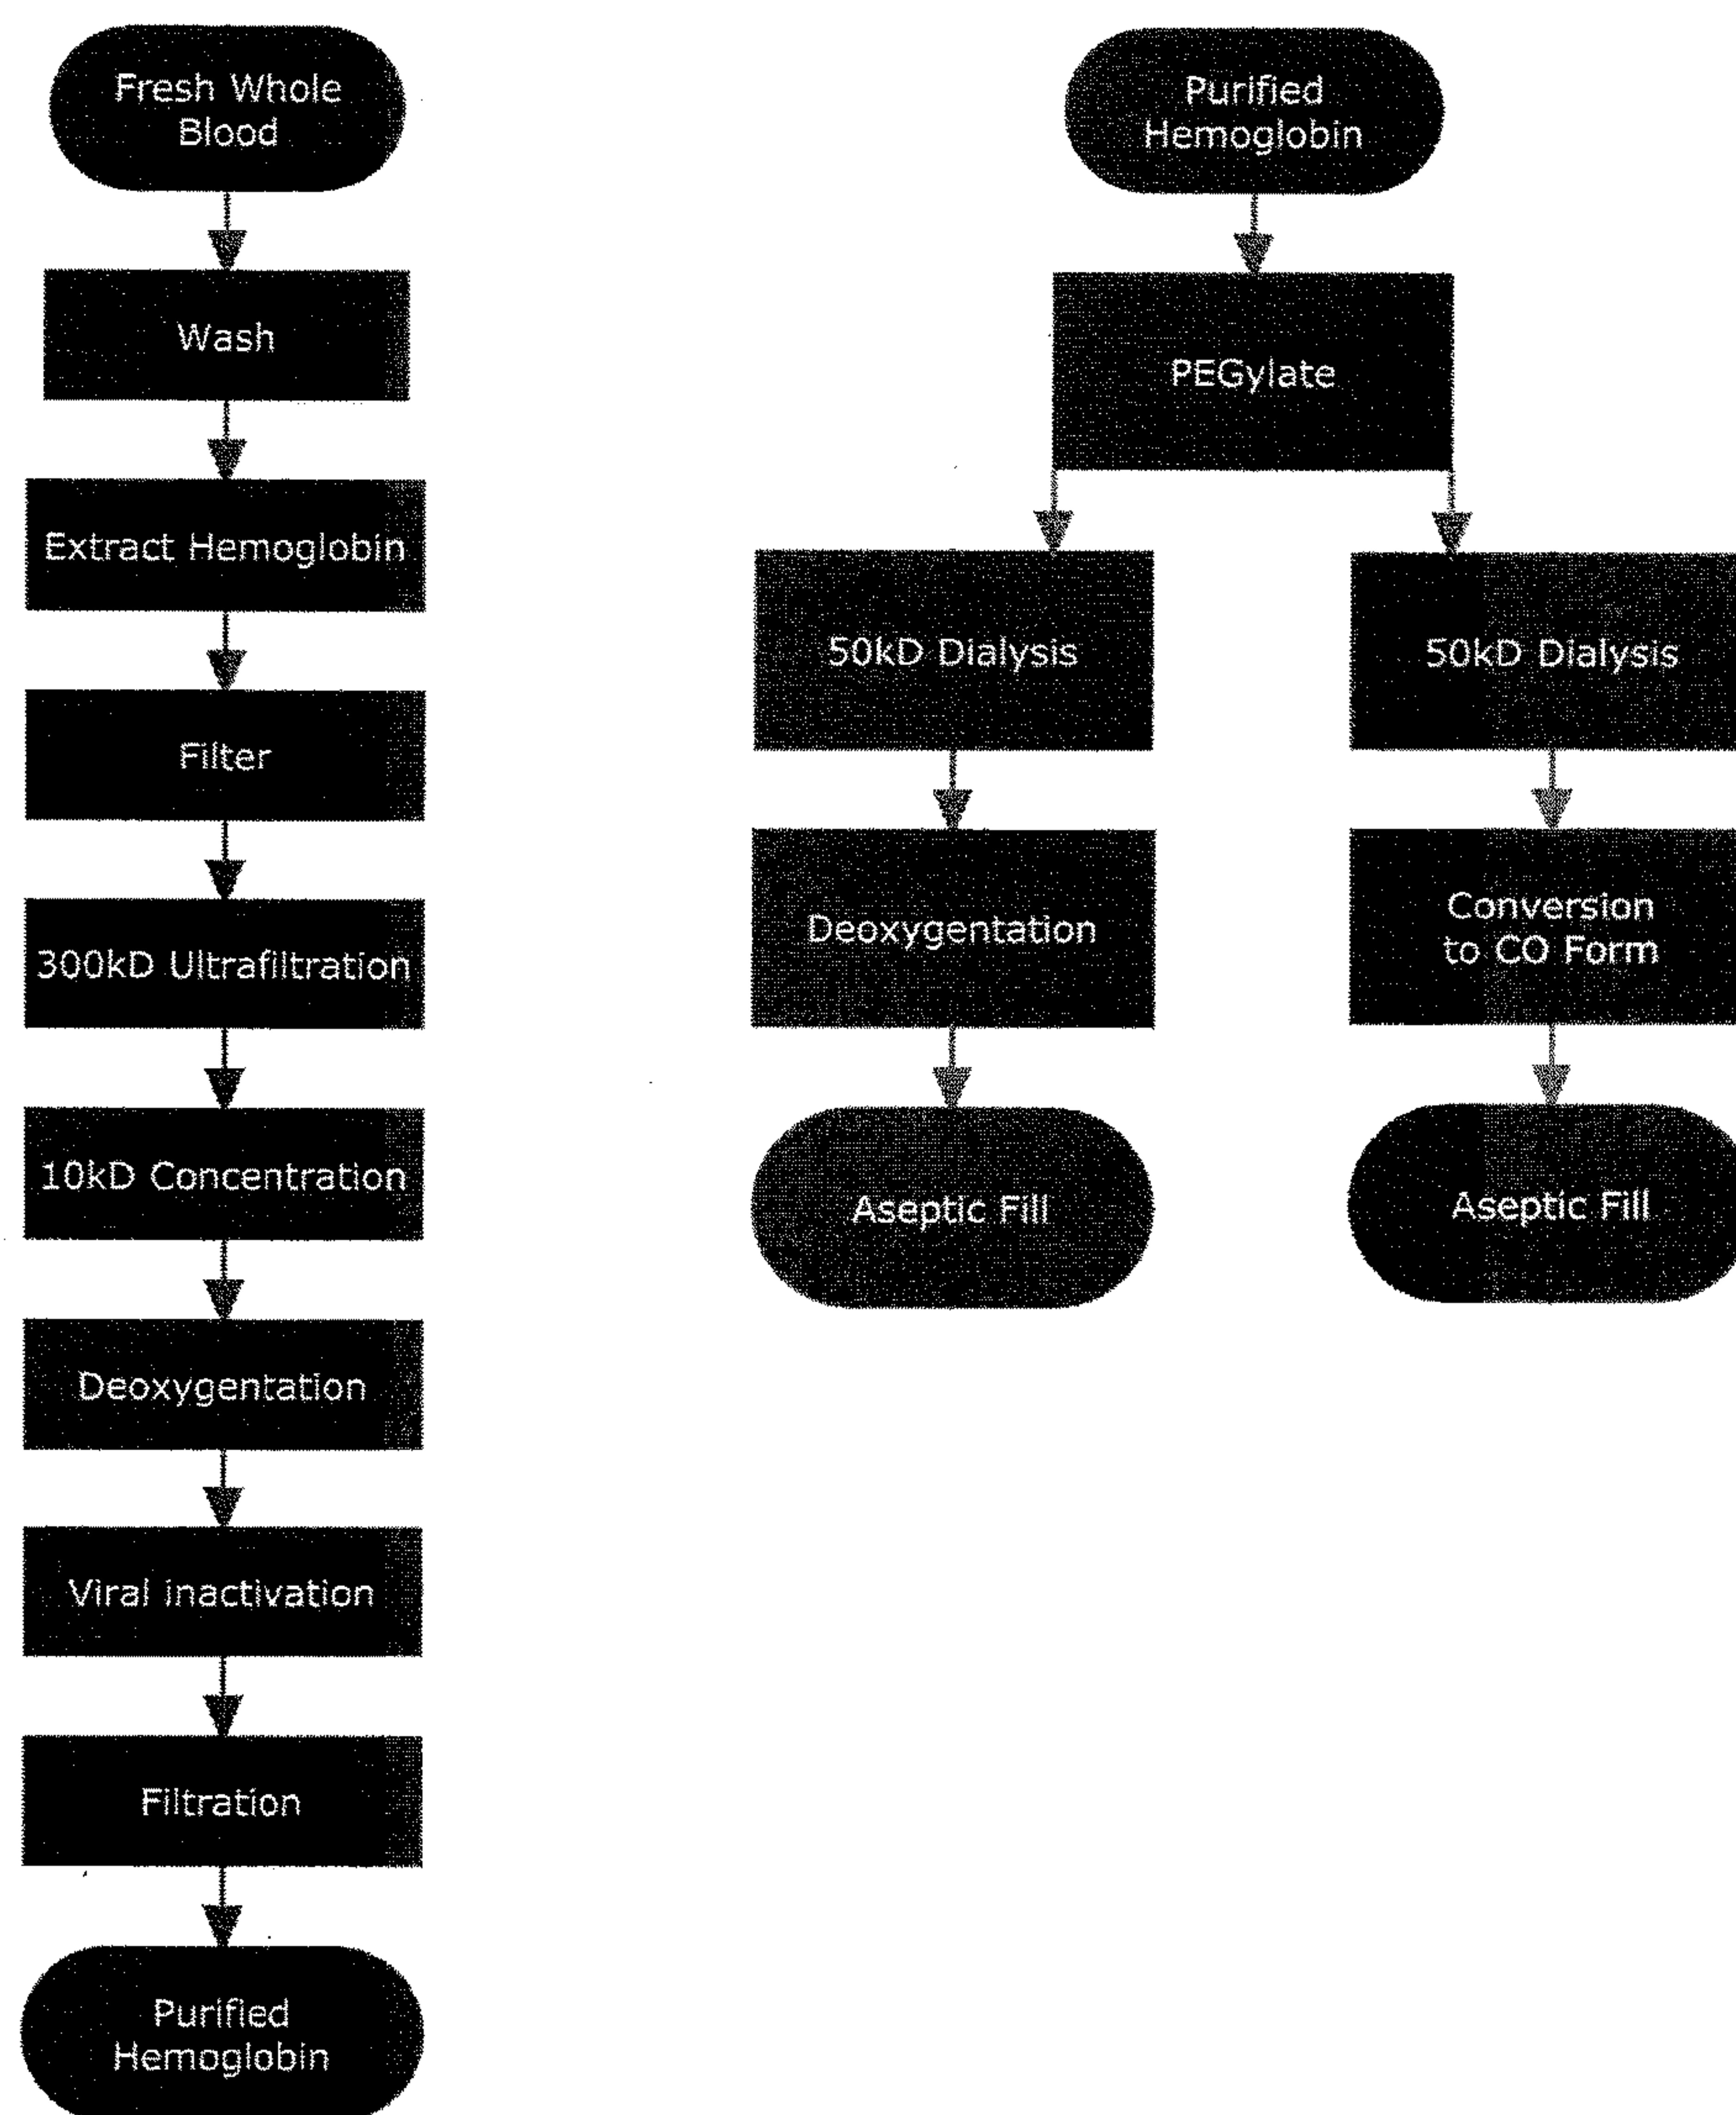 Fresh Whole
Blood
Wash
Extract Hemoglobin
Filter
300kD Ultrafiltration
10kD Concentration
Deoxygentation
Viral inactivation
Filtration
Purified
Hemoglobin
Purified
Hemoglobin
PEGylate
50kD Dialysis
Deoxygentation
Aseptic Fill
50kD Dialysis
Conversion
to CO Form
Aseptic Fill